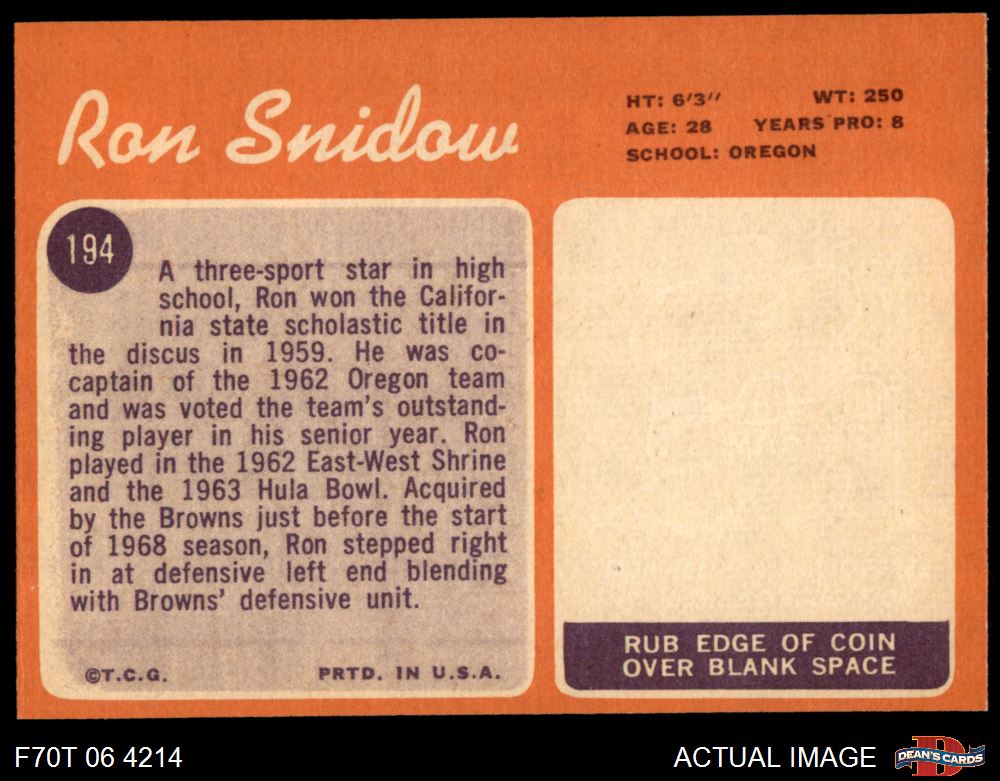 Ron Snidow
HT: 6'3" WT: 250
AGE: 28 YEARS PRO: 8
SCHOOL: OREGON
194
A three-sport star in high
school, Ron won the Califor-
nia state scholastic title in
the discus in 1959. He was co-
captain of the 1962 Oregon team
and was voted the team's outstand-
ing player in his senior year. Ron
played in the 1962 East-West Shrine
and the 1963 Hula Bowl. Acquired
by the Browns just before the start
of 1968 season, Ron stepped right
in at defensive left end blending
with Browns' defensive unit.
©T.C.G. PRTD. IN U.S.A.
RUB EDGE OF COIN
OVER BLANK SPACE
F70T 06 4214
ACTUAL IMAGE
D
DEAN'S CARDS